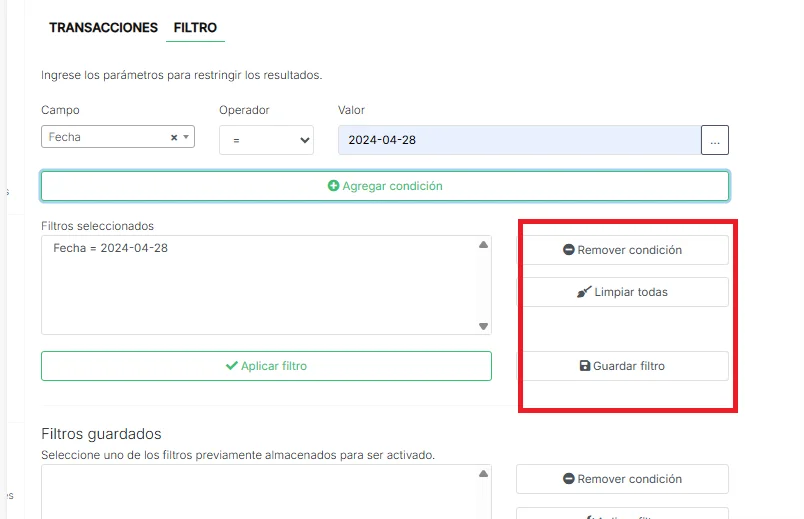 TRANSACCIONES FILTRO
Ingrese los parámetros para restringir los resultados.
Campo Operador Valor
Fecha × = 2024-04-28 ...
Agregar condición
Filtros seleccionados
Fecha = 2024-04-28
Remover condición
Limpiar todas
Aplicar filtro
Guardar filtro
Filtros guardados
Seleccione uno de los filtros previamente almacenados para ser activado.
Remover condición